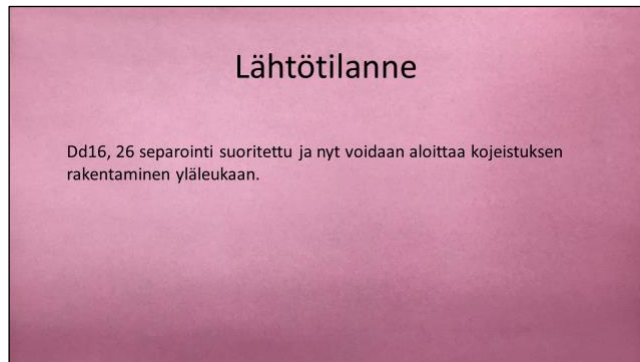 Lähtötilanne
Dd16, 26 separointi suoritettu ja nyt voidaan aloittaa kojeistuksen
rakentaminen yläleukaan.